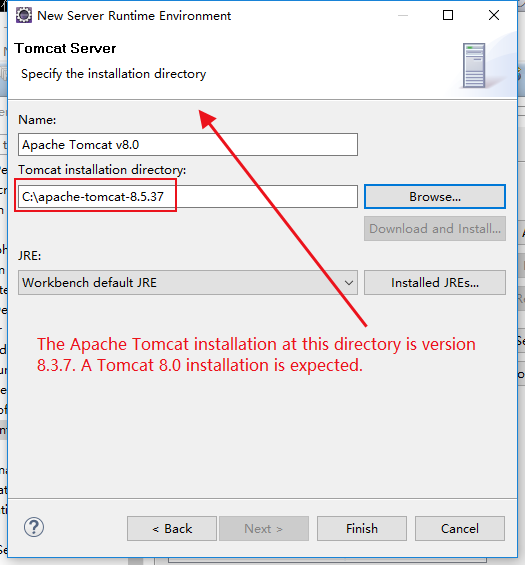 New Server Runtime Environment
Tomcat Server
Specify the installation directory
Name:
Apache Tomcat v8.0
Tomcat installation directory:
C:\apache-tomcat-8.5.37
Browse...
Download and Install...
JRE:
Workbench default JRE
Installed JREs...
The Apache Tomcat installation at this directory is version
8.3.7. A Tomcat 8.0 installation is expected.
?
< Back
Next >
Finish
Cancel